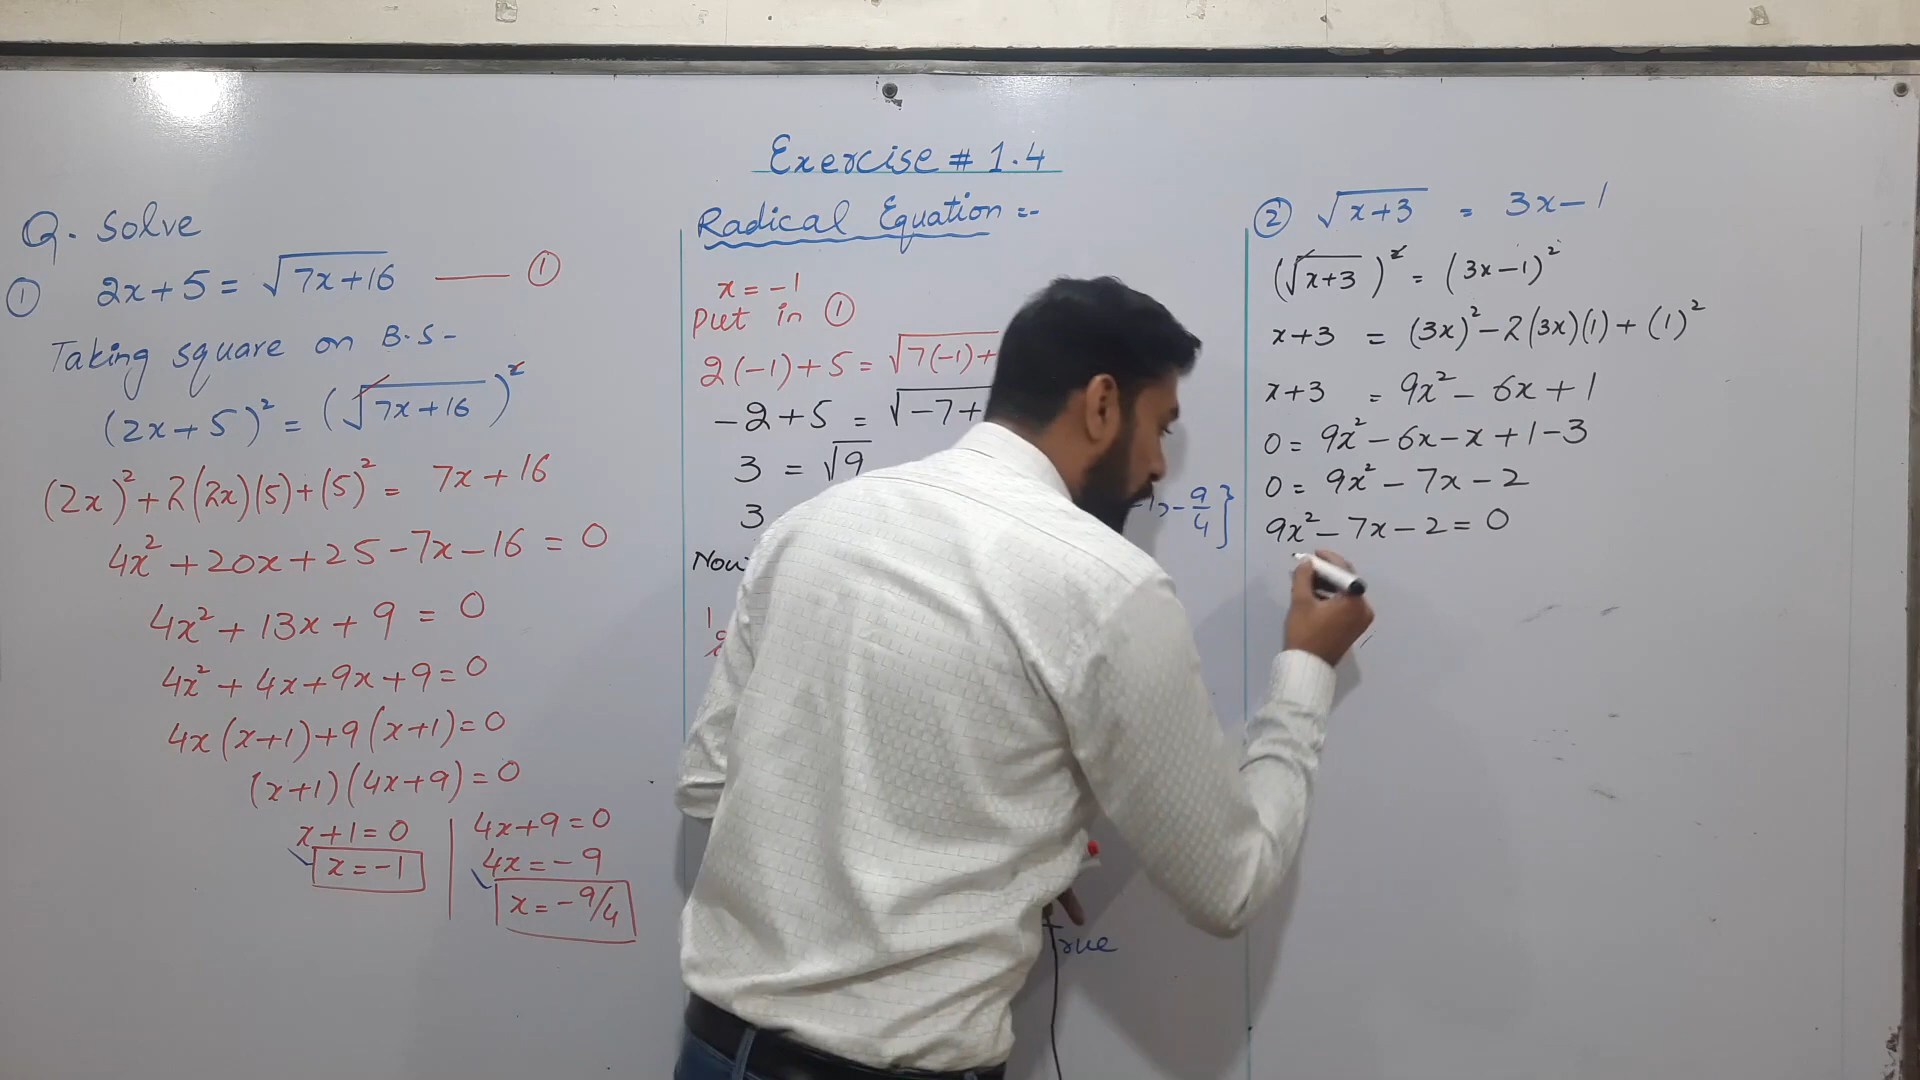 Exercise # 1.4
Q. Solve
① 2x+5 = √(7x+16) —— ①
Taking square on B.S-
(2x+5)² = (√(7x+16))²
(2x)²+2(2x)(5)+(5)² = 7x+16
4x²+20x+25-7x-16 = 0
4x²+13x+9 = 0
4x²+4x+9x+9=0
4x(x+1)+9(x+1)=0
(x+1)(4x+9)=0
x+1=0
x=-1
4x+9=0
4x=-9
x=-9/4
Radical Equation :-
x=-1
Put in ①
2(-1)+5 = √7(-1)+
-2+5 = √-7+
3 = √9
3
-9/4}
True
② √(x+3) = 3x-1
(√(x+3))² = (3x-1)²
x+3 = (3x)²-2(3x)(1)+(1)²
x+3 = 9x²-6x+1
0 = 9x²-6x-x+1-3
0 = 9x²-7x-2
9x²-7x-2=0